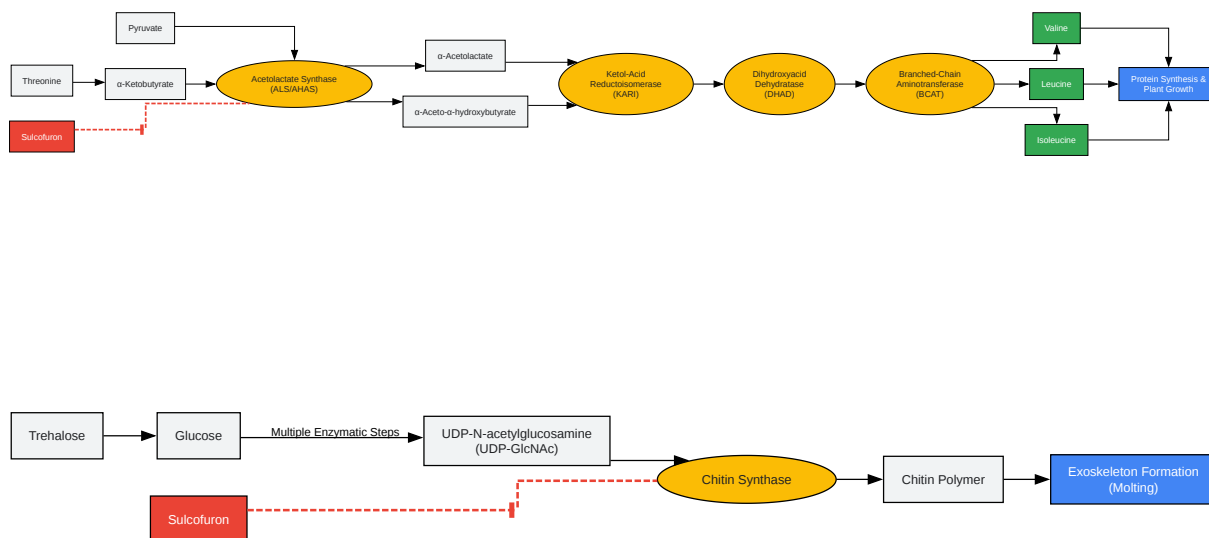 Pyruvate
Threonine
α-Ketobutyrate
Sulcofuron
Acetolactate Synthase
(ALS/AHAS)
α-Acetolactate
α-Aceto-α-hydroxybutyrate
Ketol-Acid
Reductoisomerase
(KARI)
Dihydroxyacid
Dehydratase
(DHAD)
Branched-Chain
Aminotransferase
(BCAT)
Valine
Leucine
Isoleucine
Protein Synthesis &
Plant Growth
Trehalose
Glucose
Multiple Enzymatic Steps
UDP-N-acetylglucosamine
(UDP-GlcNAc)
Sulcofuron
Chitin Synthase
Chitin Polymer
Exoskeleton Formation
(Molting)